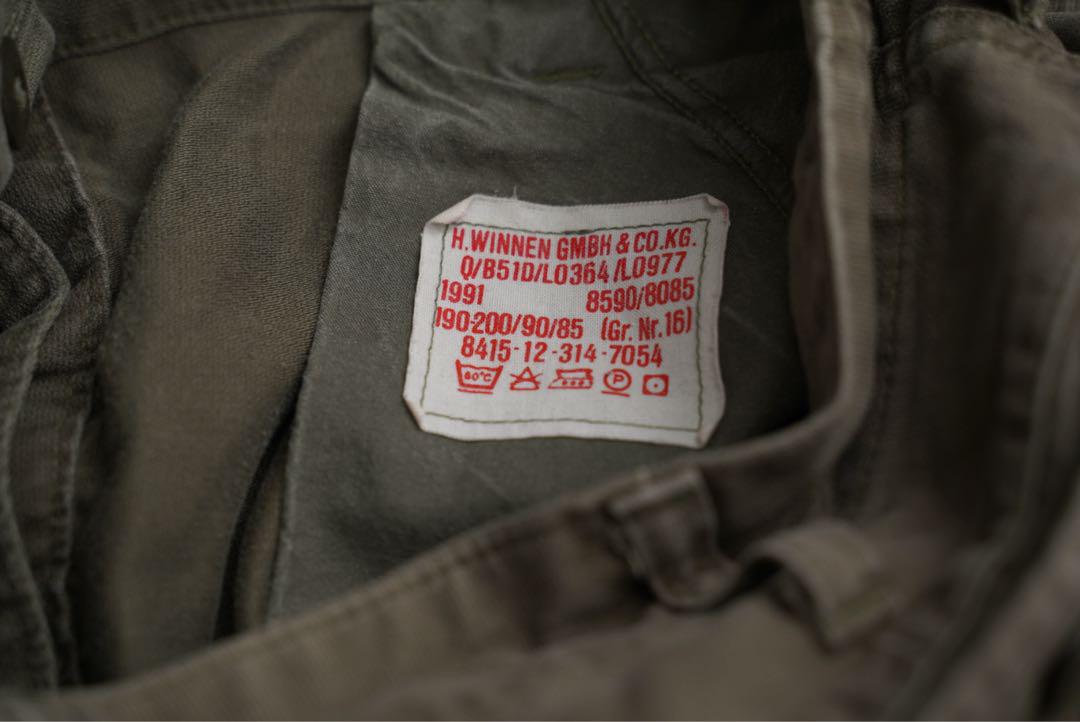 H.WINNEN GMBH & CO.KG.
Q/B51D/L0364/L0977
1991 8590/8085
190-200/90/85 (Gr. Nr.16)
8415-12-314-7054
60°C P